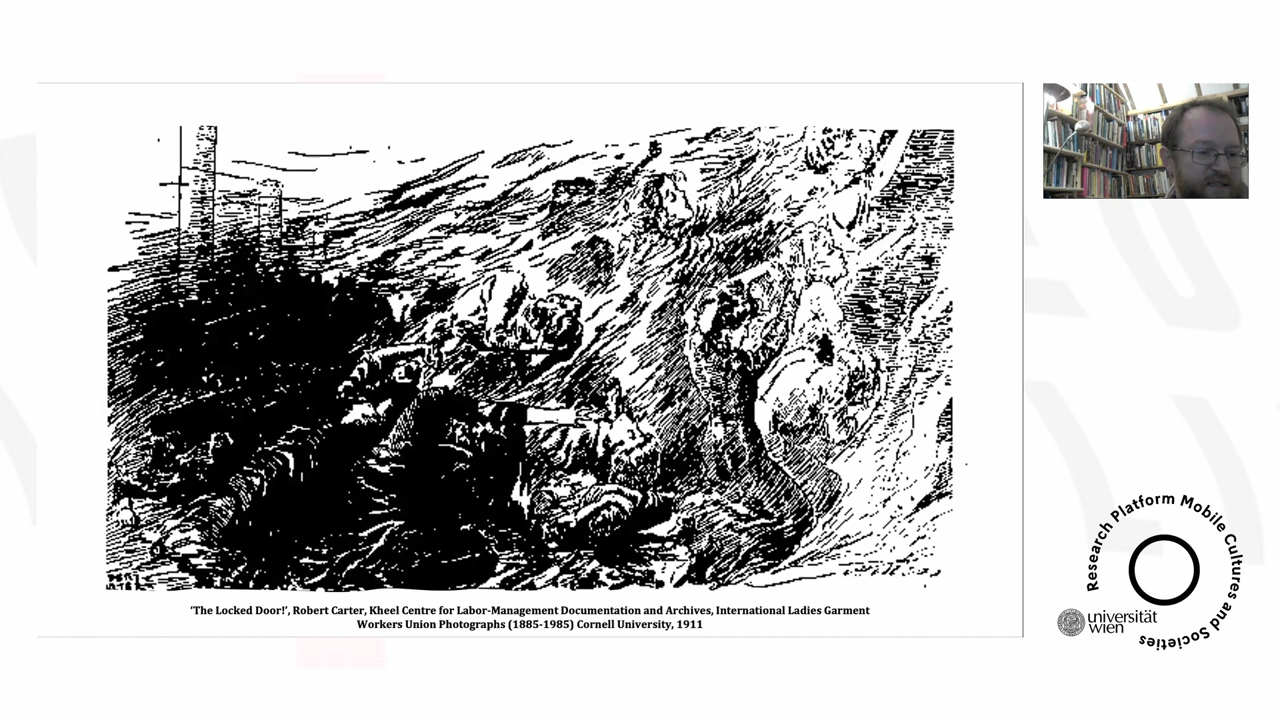 'The Locked Door!', Robert Carter, Kheel Centre for Labor-Management Documentation and Archives, International Ladies Garment
Workers Union Photographs (1885-1985) Cornell University, 1911
Research Platform Mobile Cultures and Societies
universität
wien